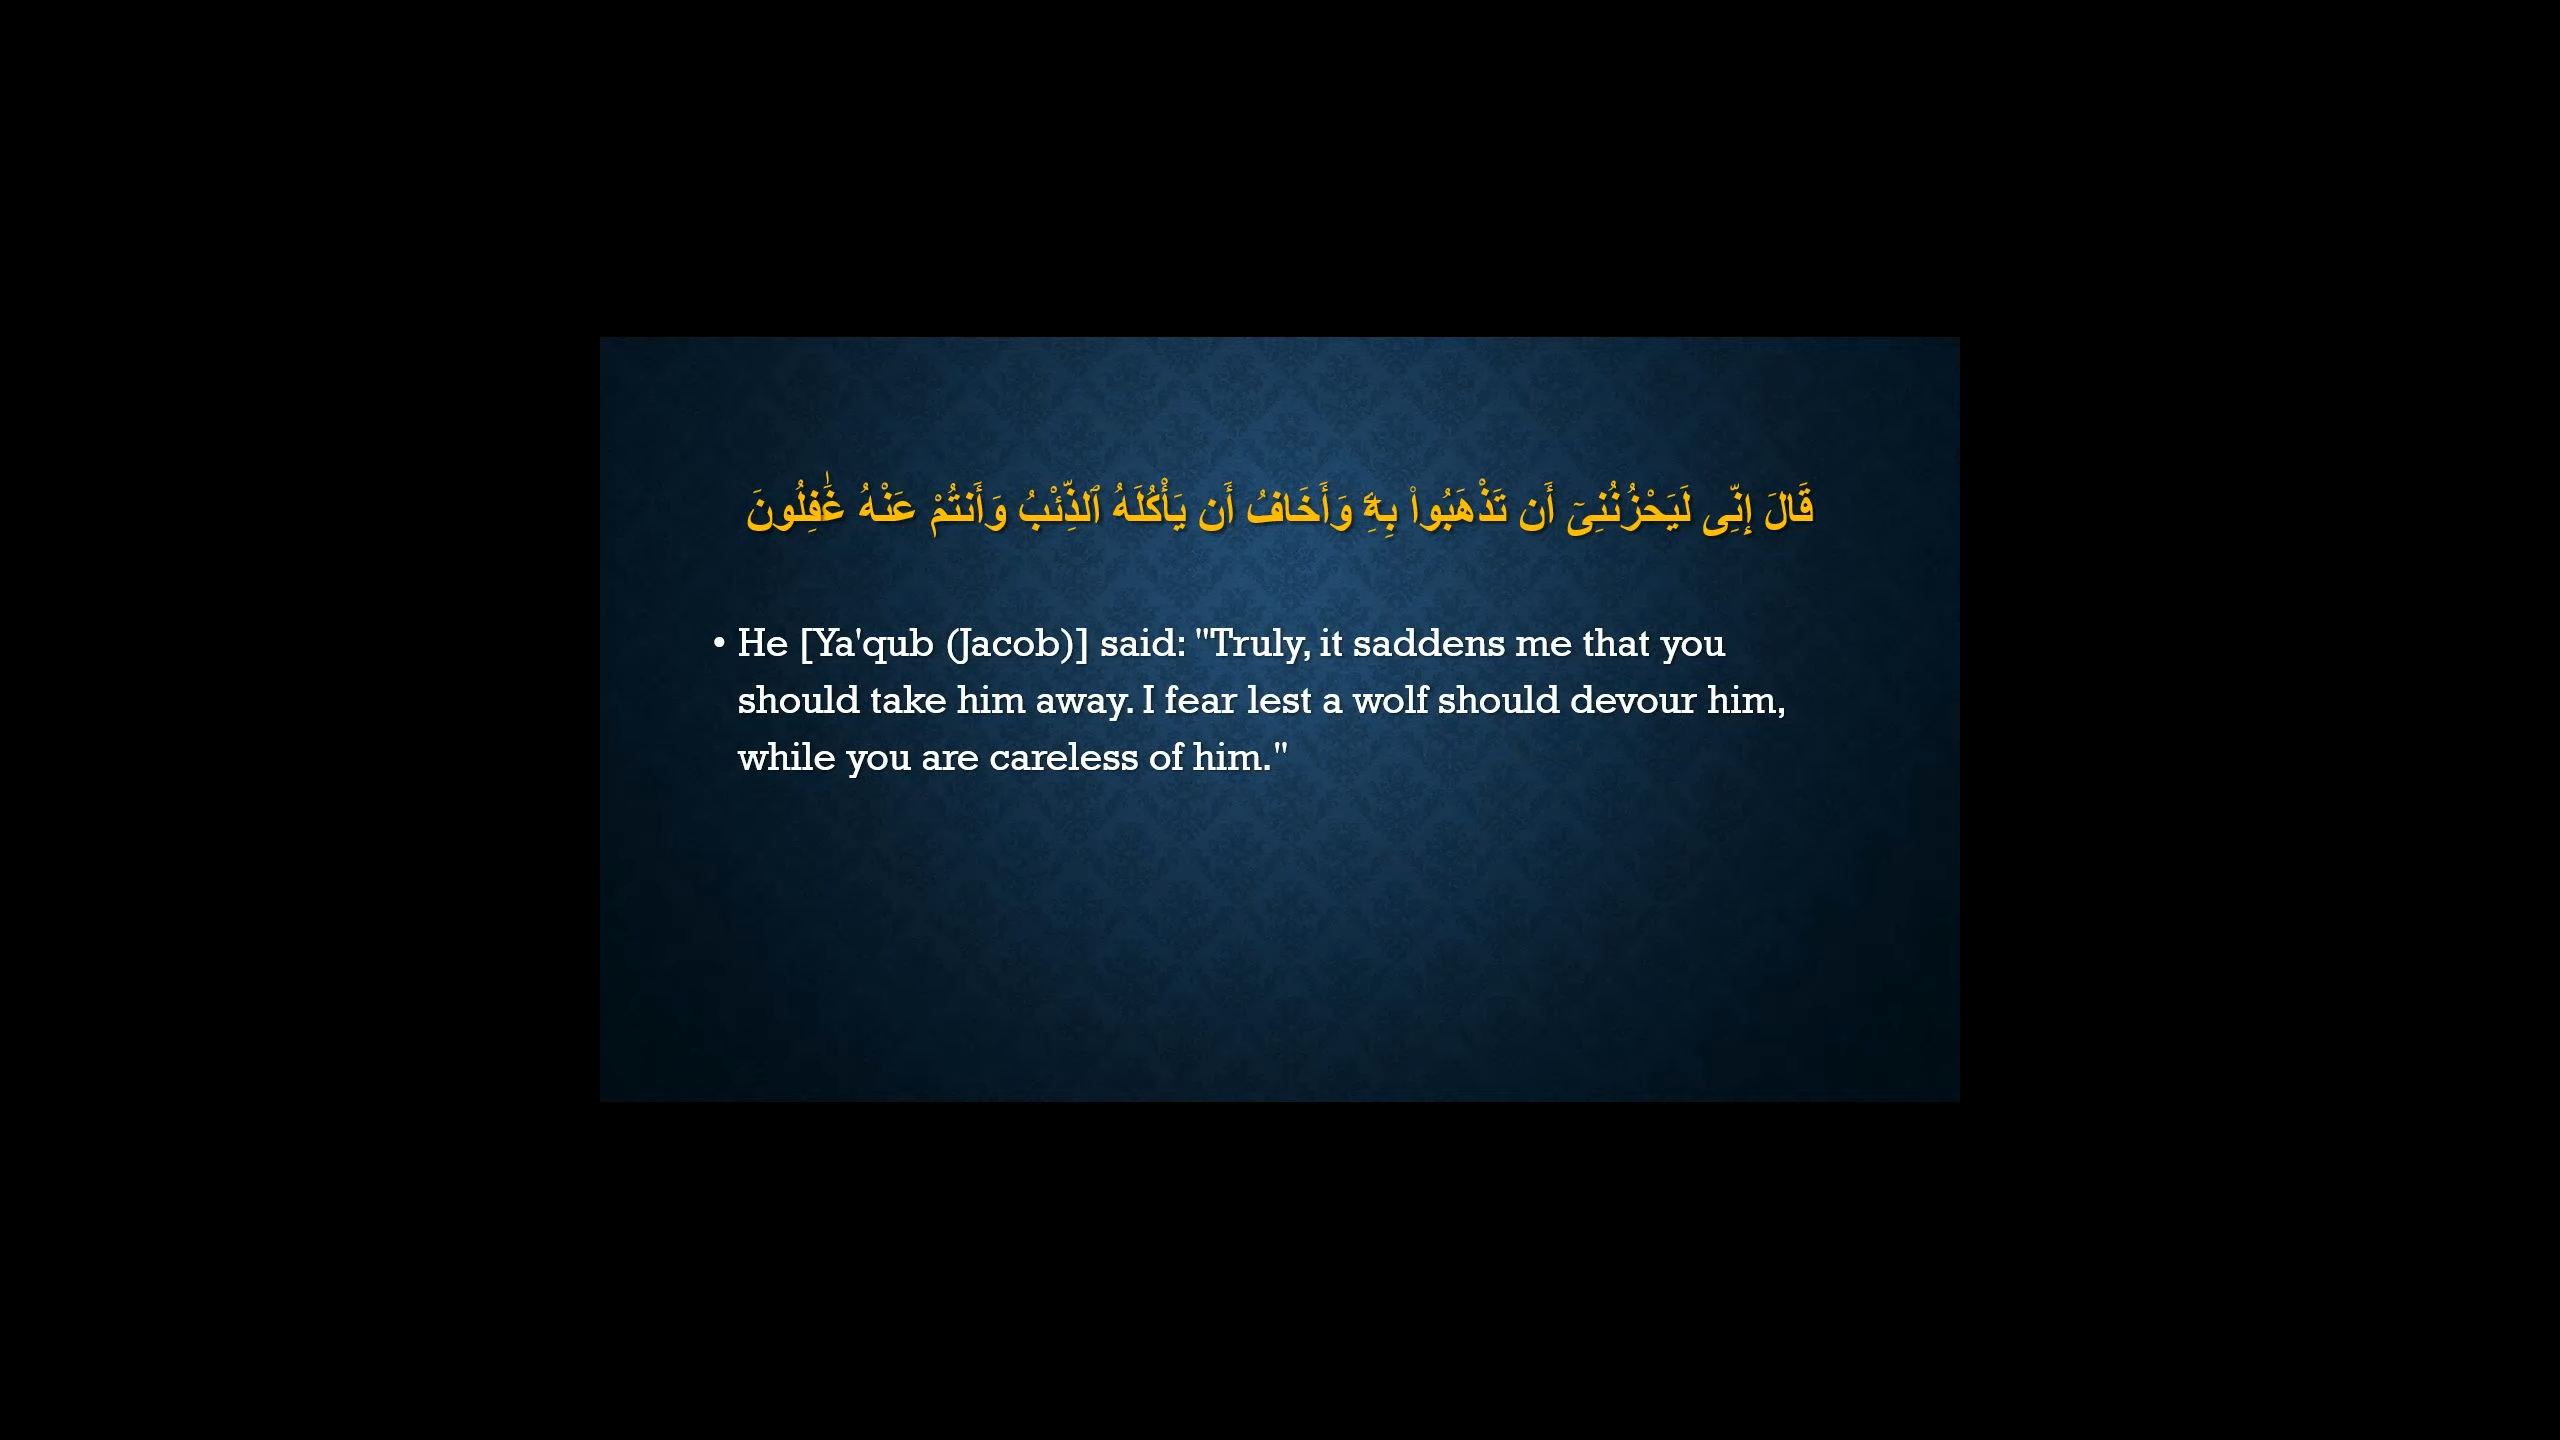 قَالَ إِنِّى لَيَحْزُنُنِىٓ أَن تَذْهَبُوا۟ بِهِۦ وَأَخَافُ أَن يَأْكُلَهُ ٱلذِّئْبُ وَأَنتُمْ عَنْهُ غَٰفِلُونَ
• He [Ya'qub (Jacob)] said: "Truly, it saddens me that you
should take him away. I fear lest a wolf should devour him,
while you are careless of him."